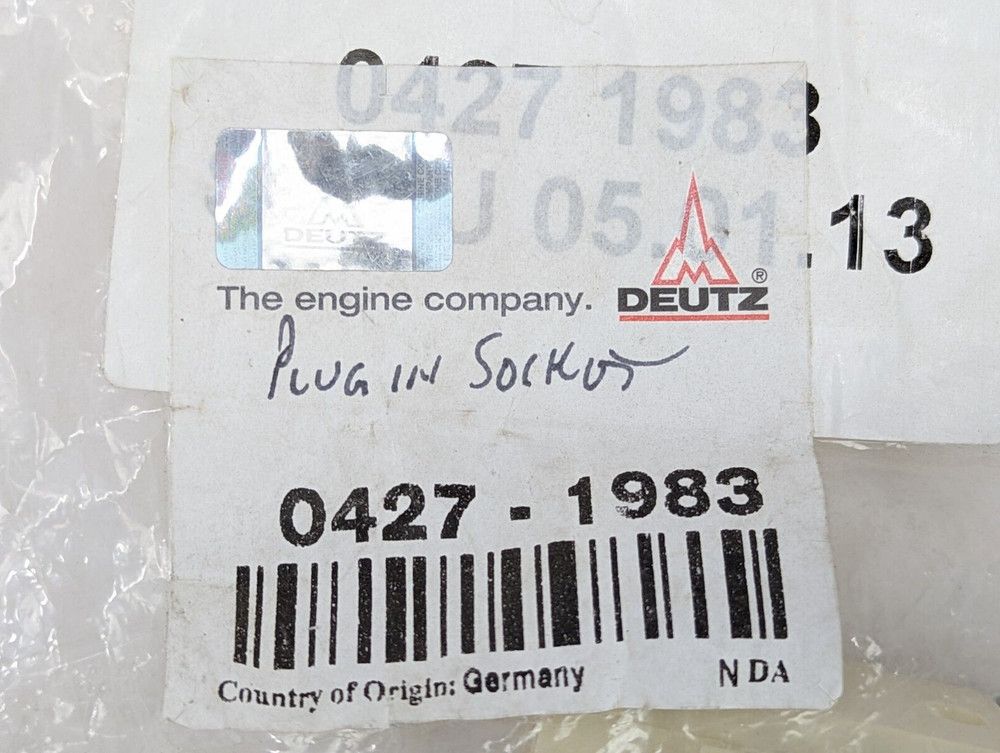 0427 1983
U 05.01.13
DEUTZ
The engine company.
DEUTZ®
PLUG IN SOCKET
0427 - 1983
Country of Origin: Germany
N DA